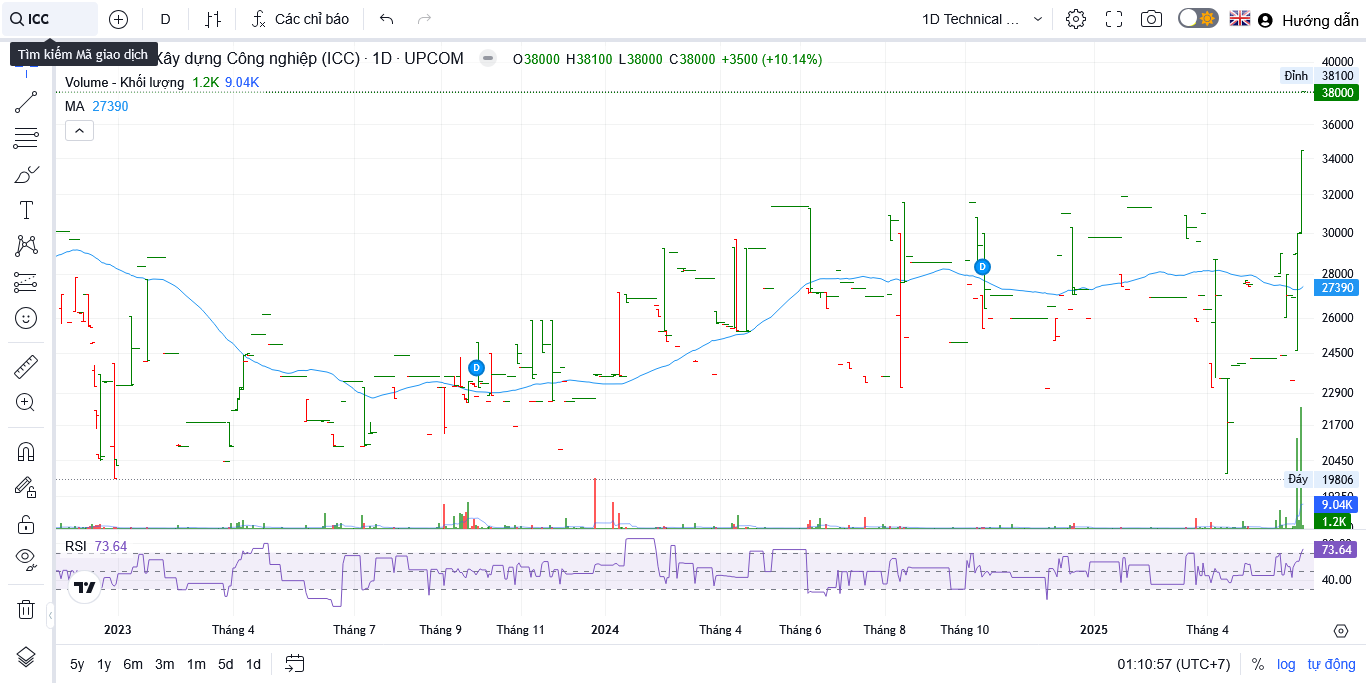 ICC
D
Các chỉ báo
1D Technical ...
Hướng dẫn
Tìm kiếm Mã giao dịch
Xây dựng Công nghiệp (ICC) · 1D · UPCOM
O38000 H38100 L38000 C38000 +3500 (+10.14%)
Volume - Khối lượng 1.2K 9.04K
MA 27390
40000
Đỉnh 38100
38000
36000
34000
32000
30000
28000
27390
26000
24500
22900
21700
20450
Đáy 19806
9.04K
1.2K
D
D
RSI 73.64
73.64
40.00
2023
Tháng 4
Tháng 7
Tháng 9
Tháng 11
2024
Tháng 4
Tháng 6
Tháng 8
Tháng 10
2025
Tháng 4
5y 1y 6m 3m 1m 5d 1d
01:10:57 (UTC+7)
% log tự động